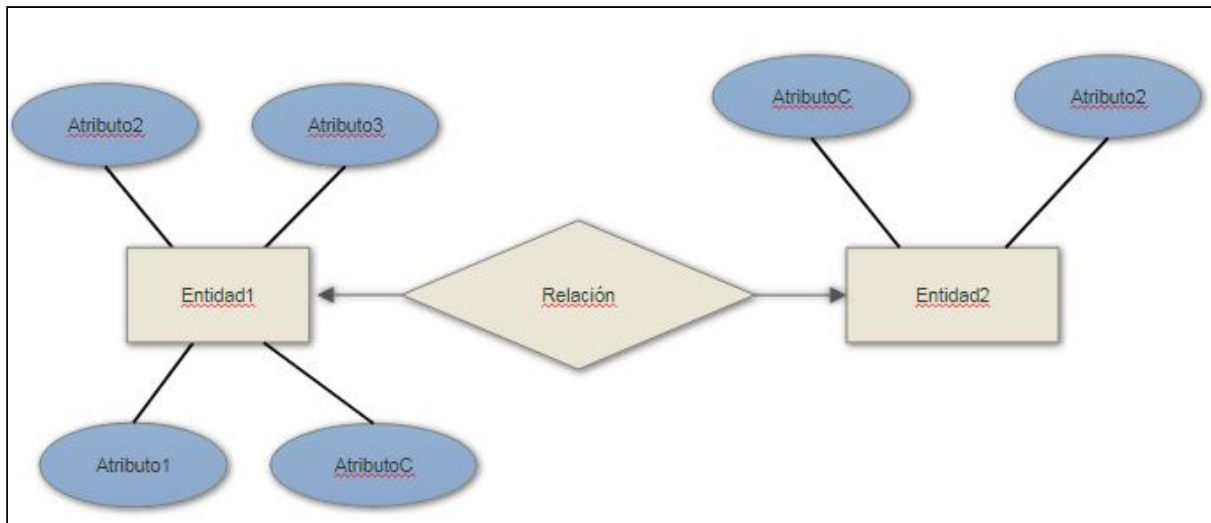 Atributo2
Atributo3
AtributoC
Atributo2
Entidad1
Relación
Entidad2
Atributo1
AtributoC